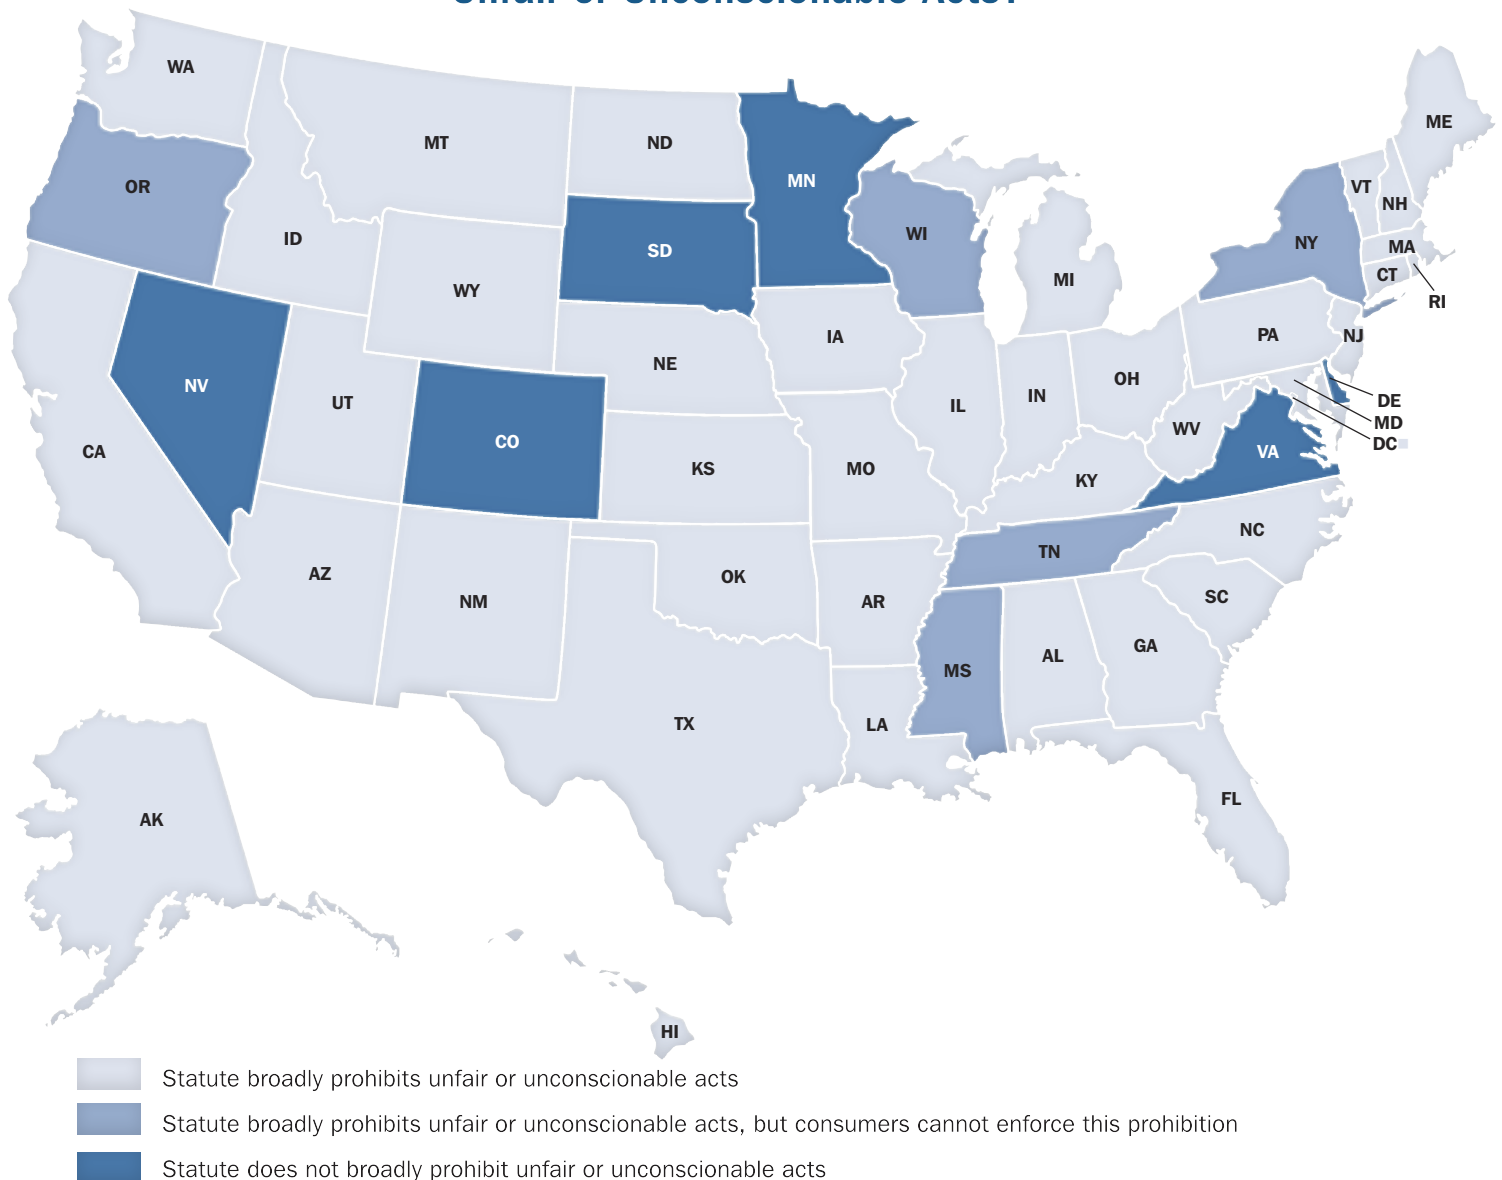 Unfair or Unconscionable Acts?
WA
MT
ND
MN
ME
OR
ID
SD
WI
VT
NH
NY
MA
WY
MI
CT
RI
NV
UT
NE
IA
PA
NJ
CA
CO
IL
IN
OH
DE
MD
WV
DC
VA
KS
MO
KY
AZ
NM
OK
AR
TN
NC
SC
MS
AL
GA
TX
LA
FL
AK
HI
Statute broadly prohibits unfair or unconscionable acts
Statute broadly prohibits unfair or unconscionable acts, but consumers cannot enforce this prohibition
Statute does not broadly prohibit unfair or unconscionable acts